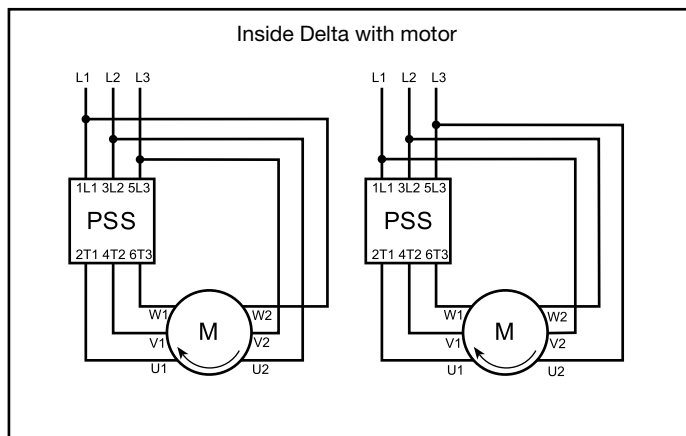 Inside Delta with motor
L1 L2 L3
1L1 3L2 5L3
PSS
2T1 4T2 6T3
W1 W2
M
V1 V2
U1 U2
L1 L2 L3
1L1 3L2 5L3
PSS
2T1 4T2 6T3
W1 W2
M
V1 V2
U1 U2